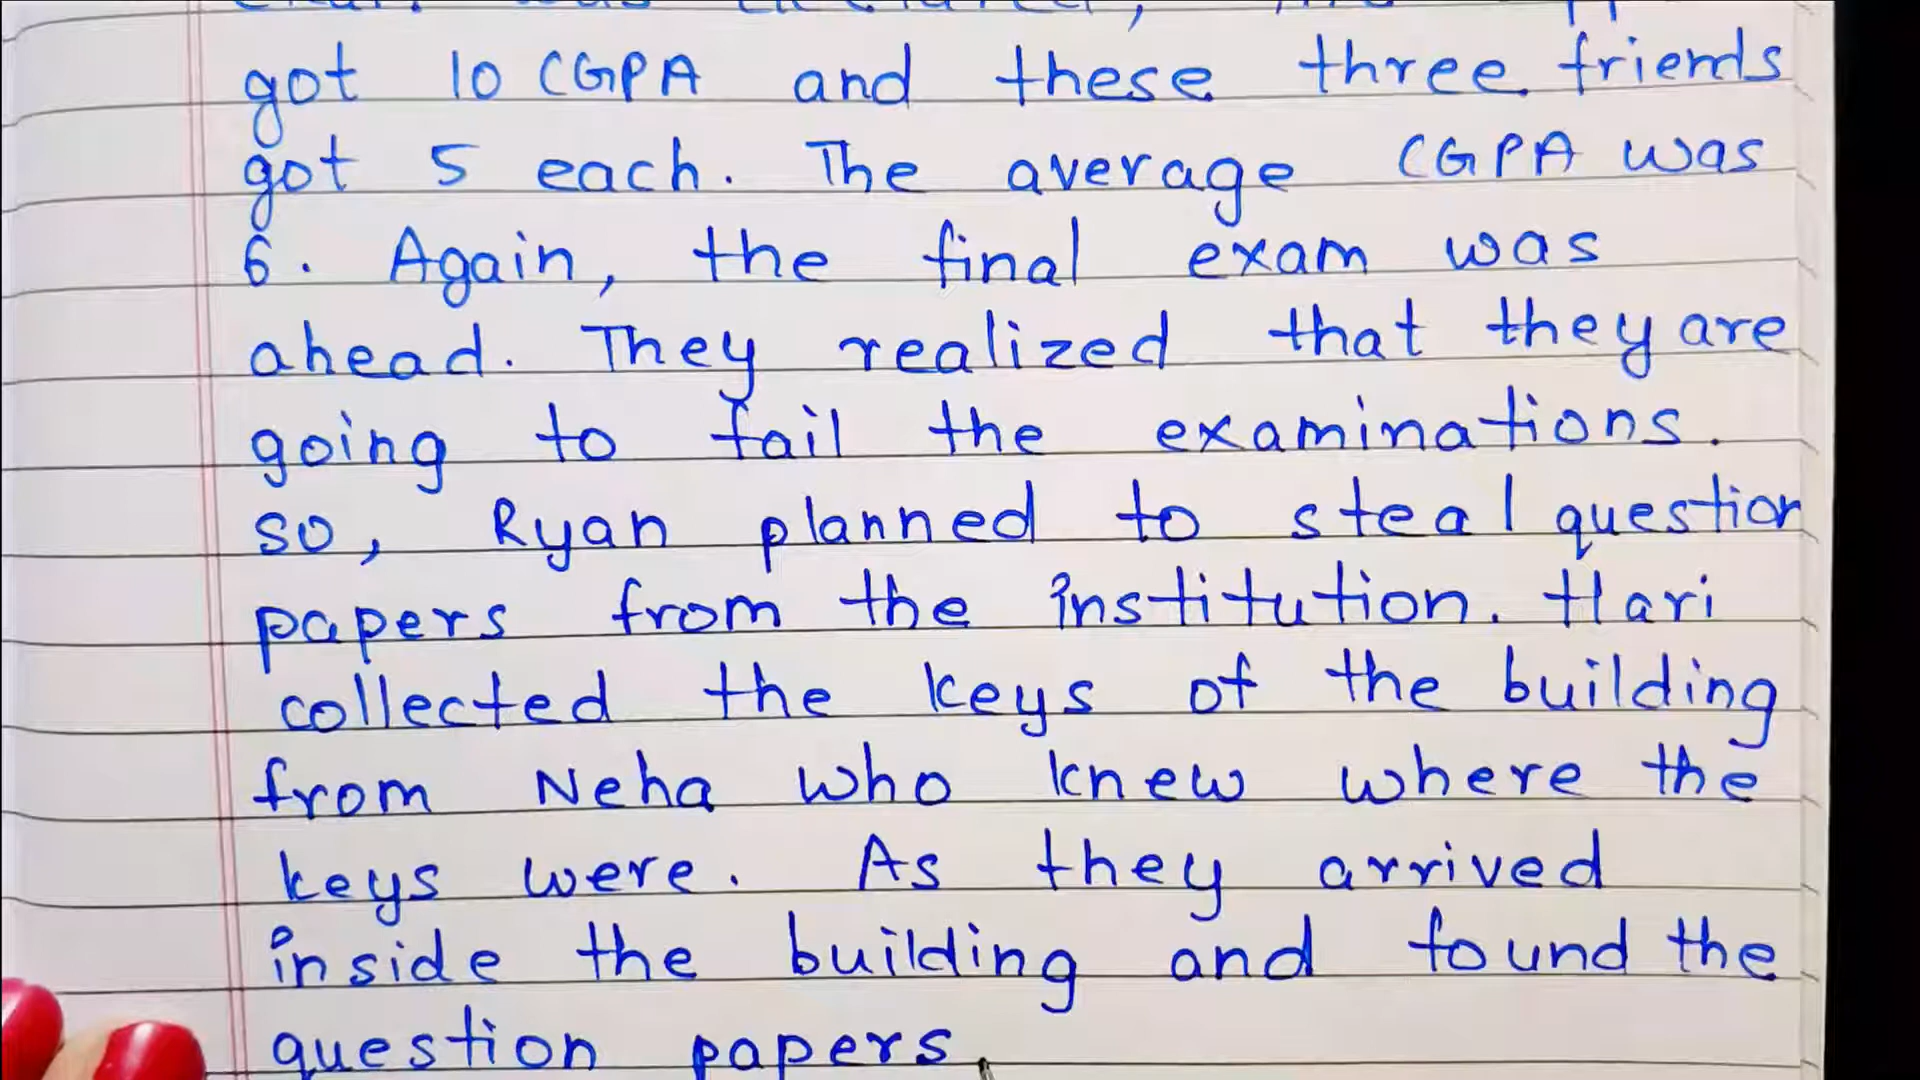 got 10 CGPA and these three friends
got 5 each. The average CGPA was
6. Again, the final exam was
ahead. They realized that they are
going to fail the examinations.
so, Ryan planned to steal question
papers from the institution. Hari
collected the keys of the building
from Neha who knew where the
keys were. As they arrived
inside the building and found the
question papers